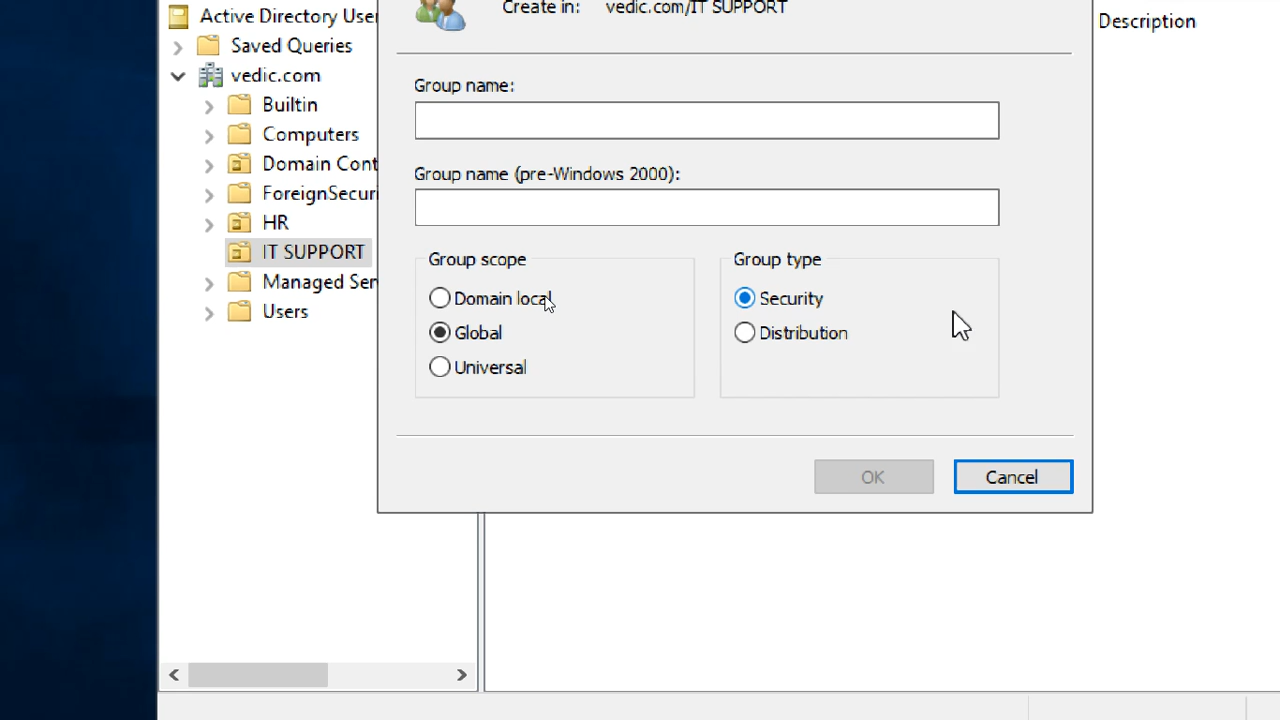 Active Directory User
Create in: vedic.com/IT SUPPORT
Description
Saved Queries
vedic.com
Builtin
Computers
Domain Cont
ForeignSecuri
HR
IT SUPPORT
Managed Ser
Users
Group name:
Group name (pre-Windows 2000):
Group scope
Domain local
Global
Universal
Group type
Security
Distribution
OK
Cancel